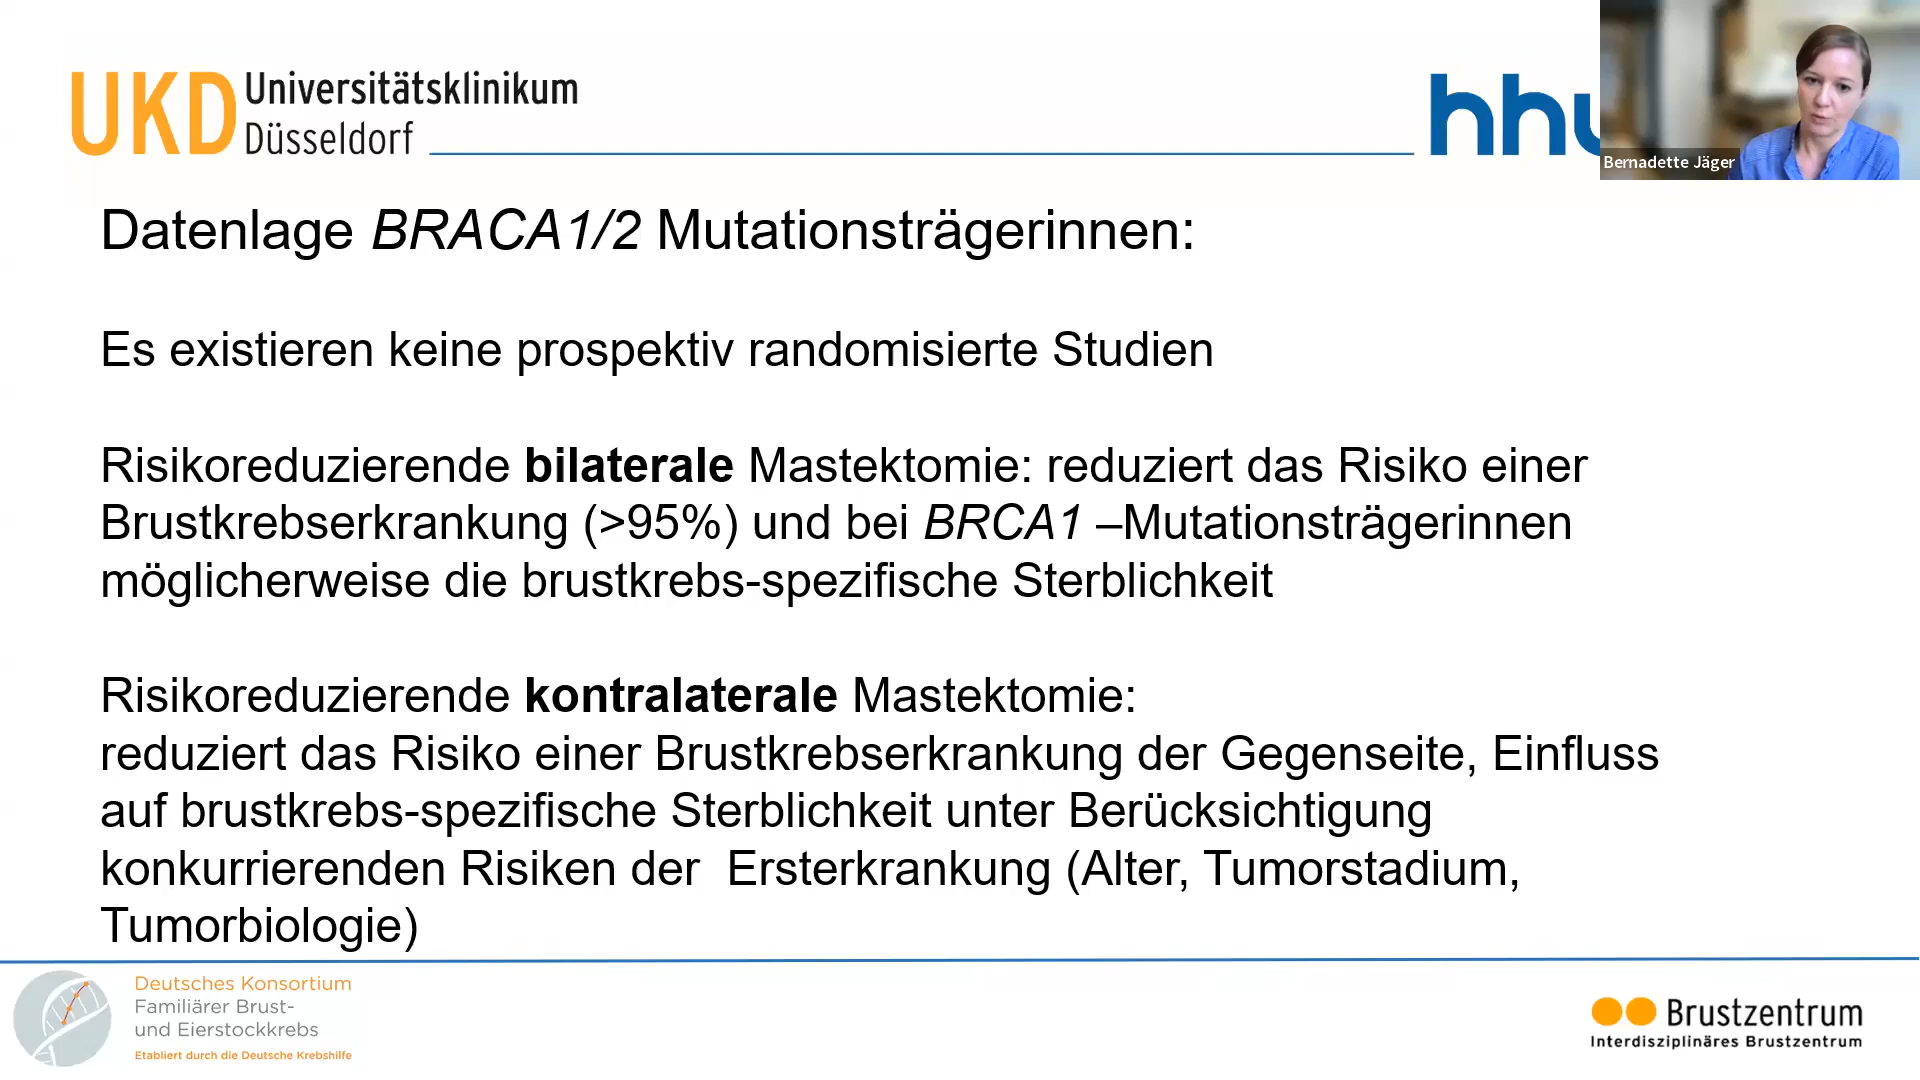 UKD Universitätsklinikum
Düsseldorf
hhu
Bernadette Jäger
Datenlage BRACA1/2 Mutationsträgerinnen:
Es existieren keine prospektiv randomisierte Studien
Risikoreduzierende bilaterale Mastektomie: reduziert das Risiko einer
Brustkrebserkrankung (>95%) und bei BRCA1 –Mutationsträgerinnen
möglicherweise die brustkrebs-spezifische Sterblichkeit
Risikoreduzierende kontralaterale Mastektomie:
reduziert das Risiko einer Brustkrebserkrankung der Gegenseite, Einfluss
auf brustkrebs-spezifische Sterblichkeit unter Berücksichtigung
konkurrierenden Risiken der  Ersterkrankung (Alter, Tumorstadium,
Tumorbiologie)
Deutsches Konsortium
Familiärer Brust-
und Eierstockkrebs
Etabliert durch die Deutsche Krebshilfe
Brustzentrum
Interdisziplinäres Brustzentrum